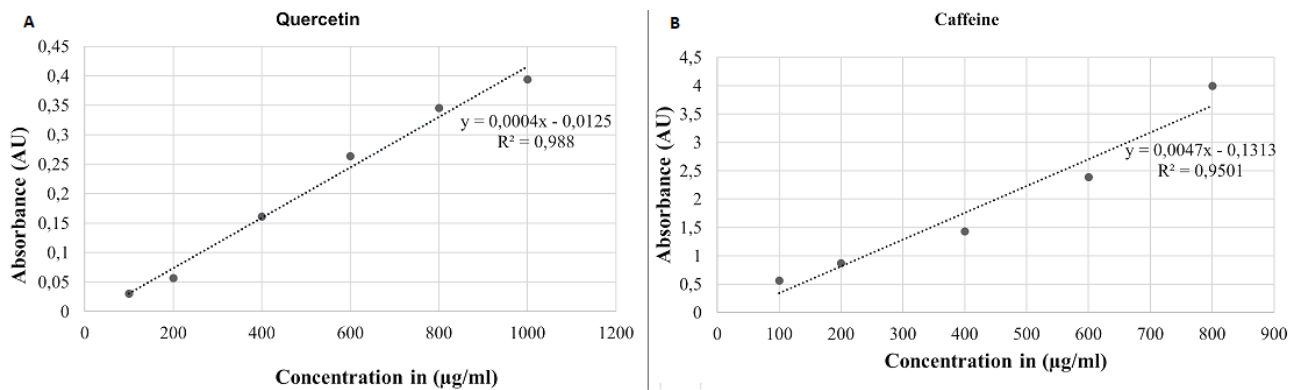 A
Quercetin
0,45
0,4
0,35
0,3
0,25
0,2
0,15
0,1
0,05
0
Absorbance (AU)
y = 0,0004x - 0,0125
R² = 0,988
0 200 400 600 800 1000 1200
Concentration in (µg/ml)
B
Caffeine
4,5
4
3,5
3
2,5
2
1,5
1
0,5
0
Absorbance (AU)
y = 0,0047x - 0,1313
R² = 0,9501
0 100 200 300 400 500 600 700 800 900
Concentration in (µg/ml)